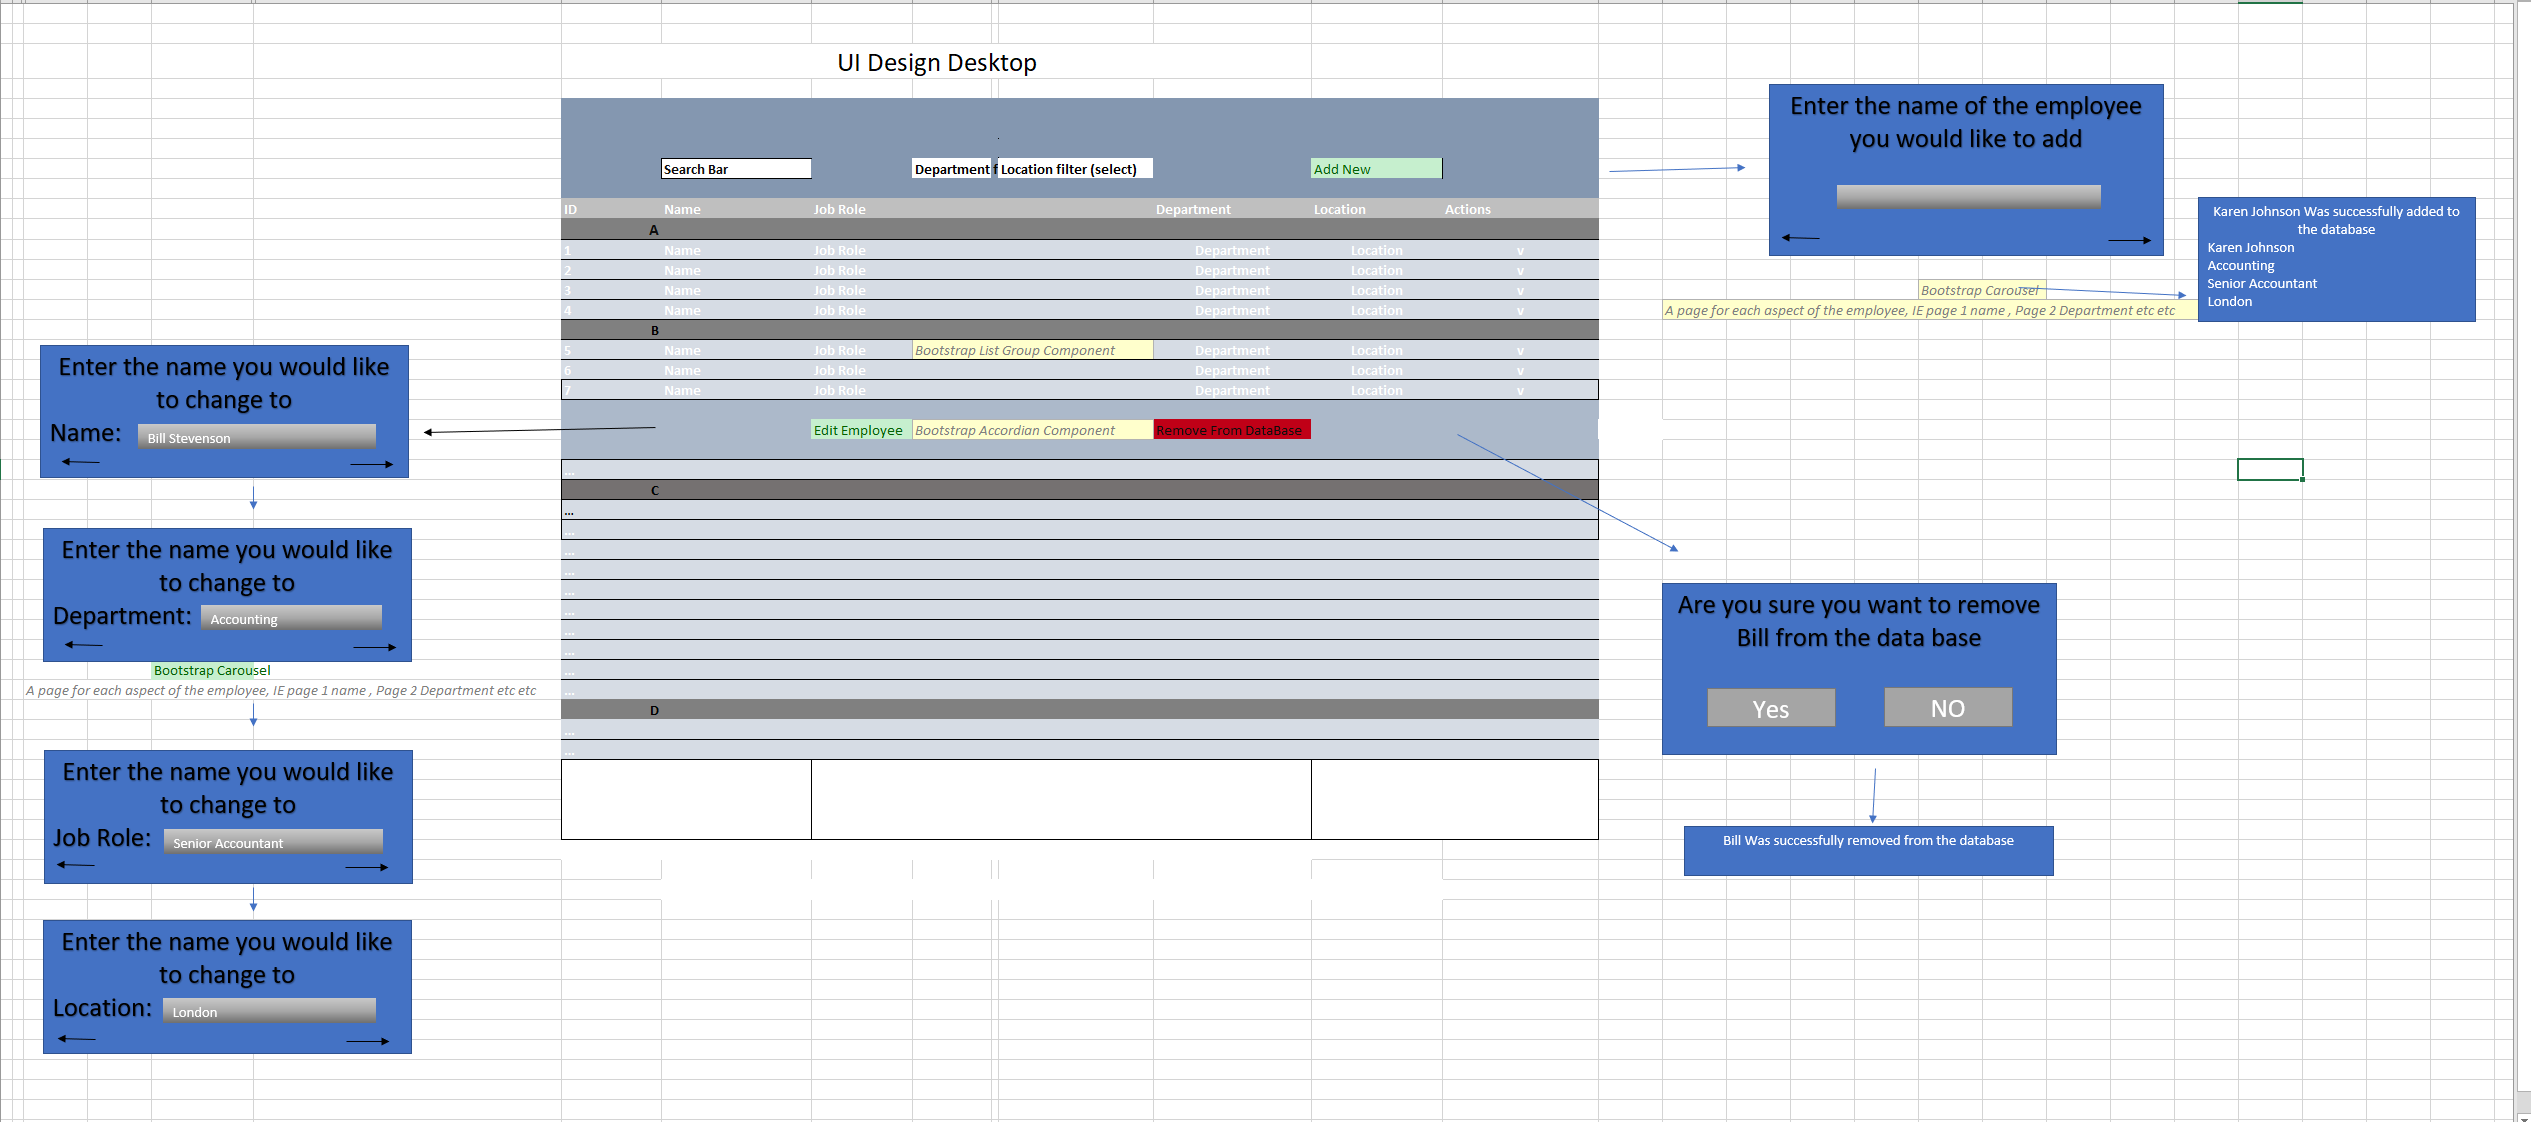 UI Design Desktop
Search Bar
Department f
Location filter (select)
Add New
ID Name Job Role Department Location Actions
A
1 Name Job Role Department Location v
2 Name Job Role Department Location v
3 Name Job Role Department Location v
4 Name Job Role Department Location v
B
5 Name Job Role Bootstrap List Group Component Department Location v
6 Name Job Role Department Location v
7 Name Job Role Department Location v
Edit Employee Bootstrap Accordian Component Remove From DataBase
...
C
...
...
...
...
...
...
...
...
...
...
D
...
...
Enter the name you would like
to change to
Name: Bill Stevenson
Enter the name you would like
to change to
Department: Accounting
Bootstrap Carousel
A page for each aspect of the employee, IE page 1 name , Page 2 Department etc etc
Enter the name you would like
to change to
Job Role: Senior Accountant
Enter the name you would like
to change to
Location: London
Enter the name of the employee
you would like to add
Bootstrap Carousel
A page for each aspect of the employee, IE page 1 name , Page 2 Department etc etc
Karen Johnson Was successfully added to
the database
Karen Johnson
Accounting
Senior Accountant
London
Are you sure you want to remove
Bill from the data base
Yes NO
Bill Was successfully removed from the database